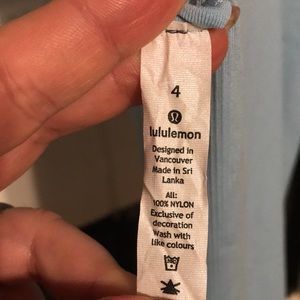 4
lululemon
Designed in
Vancouver
Made in Sri
Lanka
All:
100% NYLON
Exclusive of
decoration
Wash with
like colours